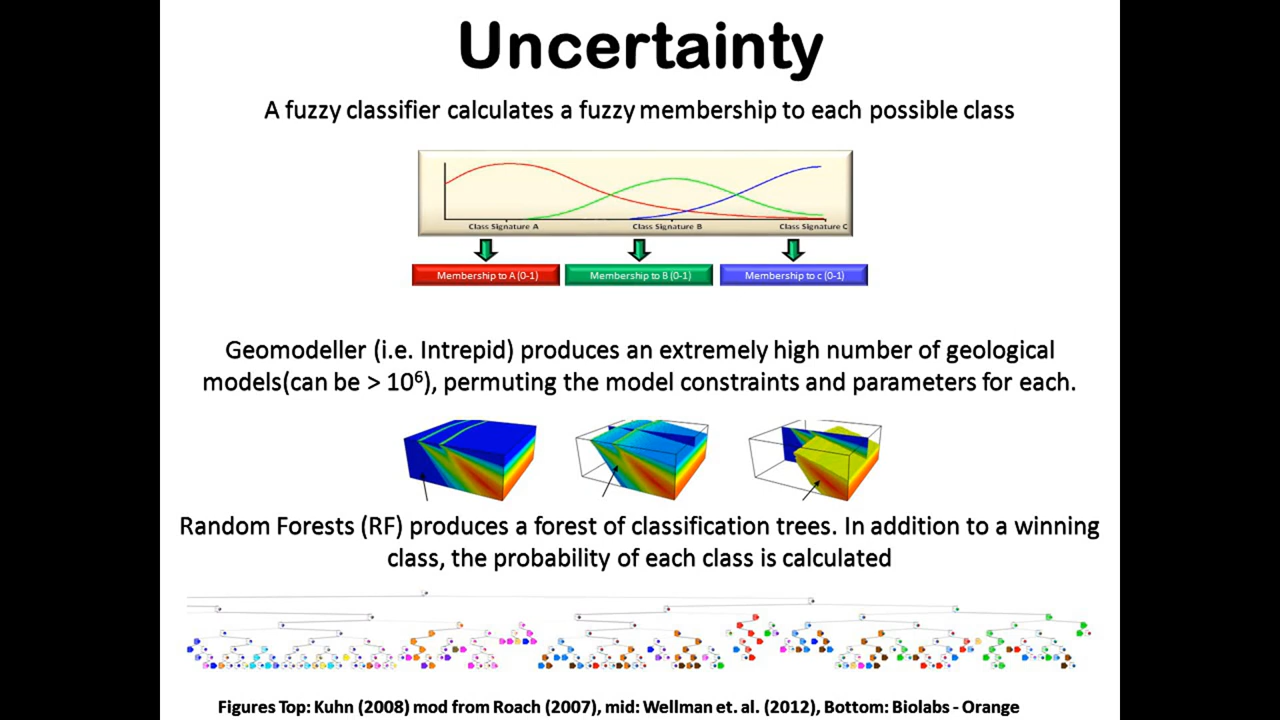 Uncertainty
A fuzzy classifier calculates a fuzzy membership to each possible class
Class Signature A Class Signature B Class Signature C
Membership to A (0-1) Membership to B (0-1) Membership to c (0-1)
Geomodeller (i.e. Intrepid) produces an extremely high number of geological
models(can be > 10⁶), permuting the model constraints and parameters for each.
Random Forests (RF) produces a forest of classification trees. In addition to a winning
class, the probability of each class is calculated
Figures Top: Kuhn (2008) mod from Roach (2007), mid: Wellman et. al. (2012), Bottom: Biolabs - Orange